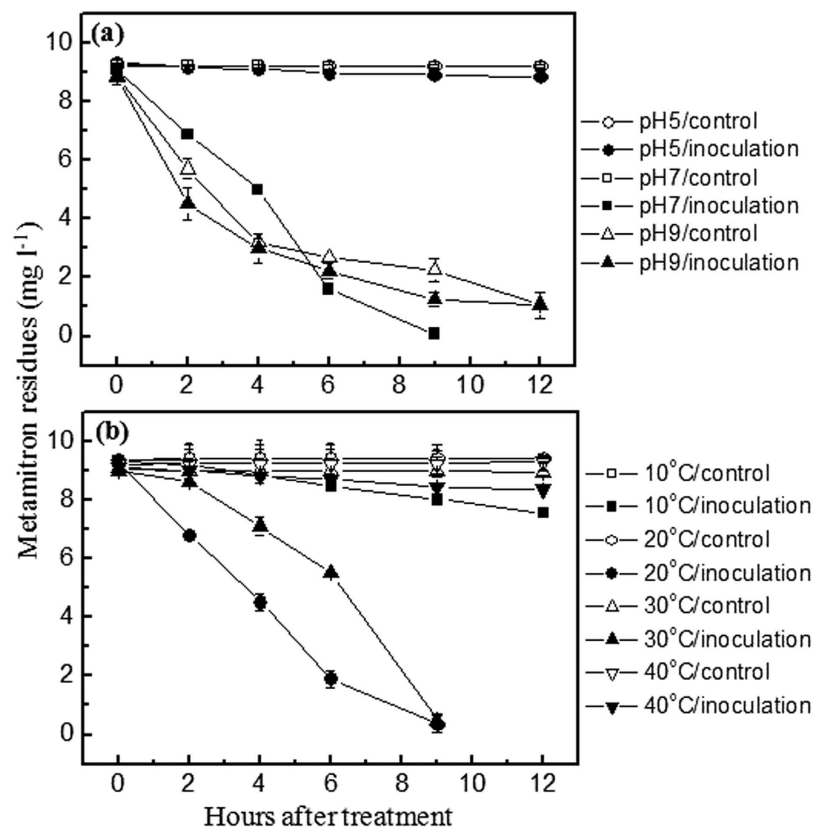 (a)
10
8
6
4
2
0
0 2 4 6 8 10 12
pH5/control
pH5/inoculation
pH7/control
pH7/inoculation
pH9/control
pH9/inoculation
Metamitron residues (mg l⁻¹)
(b)
10
8
6
4
2
0
0 2 4 6 8 10 12
Hours after treatment
10°C/control
10°C/inoculation
20°C/control
20°C/inoculation
30°C/control
30°C/inoculation
40°C/control
40°C/inoculation